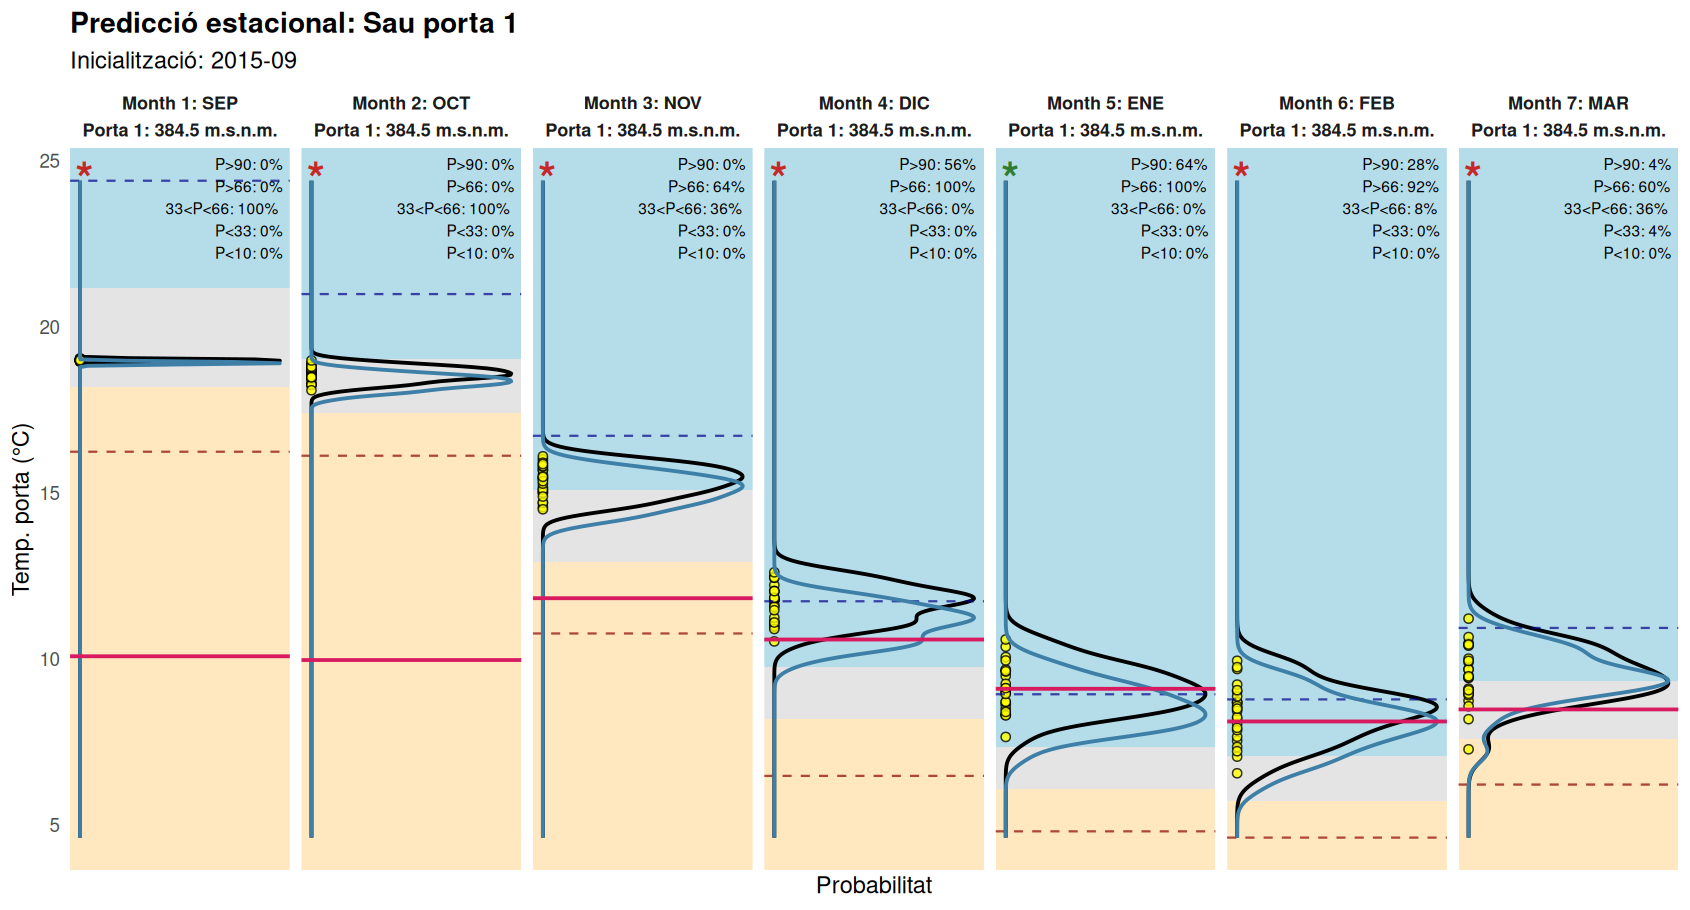 Predicció estacional: Sau porta 1
Inicialització: 2015-09
Month 1: SEP
Porta 1: 384.5 m.s.n.m.
Month 2: OCT
Porta 1: 384.5 m.s.n.m.
Month 3: NOV
Porta 1: 384.5 m.s.n.m.
Month 4: DIC
Porta 1: 384.5 m.s.n.m.
Month 5: ENE
Porta 1: 384.5 m.s.n.m.
Month 6: FEB
Porta 1: 384.5 m.s.n.m.
Month 7: MAR
Porta 1: 384.5 m.s.n.m.
Temp. porta (°C)
25
20
15
10
5
*
P>90: 0%
P>66: 0%
33<P<66: 100%
P<33: 0%
P<10: 0%
*
P>90: 0%
P>66: 0%
33<P<66: 100%
P<33: 0%
P<10: 0%
*
P>90: 0%
P>66: 64%
33<P<66: 36%
P<33: 0%
P<10: 0%
*
P>90: 56%
P>66: 100%
33<P<66: 0%
P<33: 0%
P<10: 0%
*
P>90: 64%
P>66: 100%
33<P<66: 0%
P<33: 0%
P<10: 0%
*
P>90: 28%
P>66: 92%
33<P<66: 8%
P<33: 0%
P<10: 0%
*
P>90: 4%
P>66: 60%
33<P<66: 36%
P<33: 4%
P<10: 0%
Probabilitat